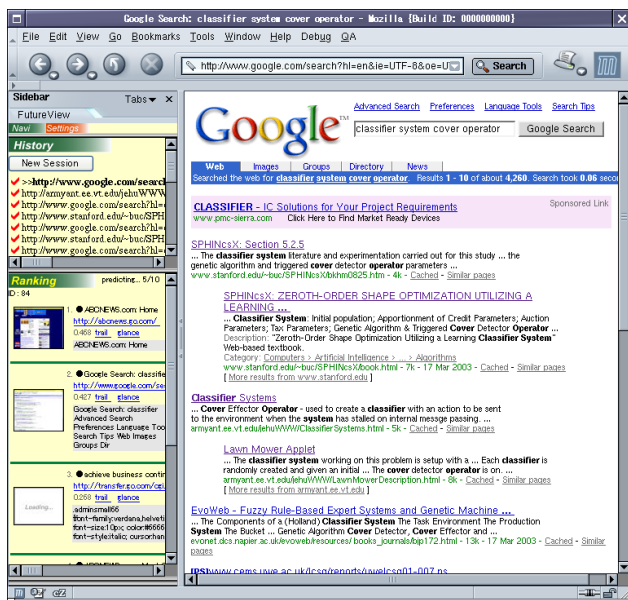 Google Search: classifier system cover operator - Mozilla {Build ID: 0000000000}
File Edit View Go Bookmarks Tools Window Help Debug QA
http://www.google.com/search?hl=en&ie=UTF-8&oe=U
Search
Sidebar Tabs
FutureView
Navi Settings
History
New Session
>>http://www.google.com/search
http://armyant.ee.vt.edu/jehuWWW
http://www.google.com/search?hl=
http://www.stanford.edu/~buc/SPH
http://www.google.com/search?hl=
http://www.stanford.edu/~buc/SPH
Ranking predicting... 5/10
ID : 84
1. ABCNEWS.com: Home
http://abcnews.go.com/
0.468 trail glance
ABCNEWS.com: Home
2. Google Search: classifie
http://www.google.com/se
0.427 trail glance
Google Search: classifier
Advanced Search
Preferences Language Too
Search Tips Web Images
Groups Dir
3. achieve business contin
http://transfer.go.com/cgi
0.258 trail glance
Loading...
.adminsmall66
font-family:verdana,helveti
font-size:10px; color:#6666
font-style:italic; cursor:han
Google TM
Advanced Search Preferences Language Tools Search Tips
classifier system cover operator Google Search
Web Images Groups Directory News
Searched the web for classifier system cover operator. Results 1 - 10 of about 4,260. Search took 0.06 secor
CLASSIFIER - IC Solutions for Your Project Requirements Sponsored Link
www.pmc-sierra.com Click Here to Find Market Ready Devices
SPHINcsX: Section 5.2.5
... The classifier system literature and experimentation carried out for this study ... the
genetic algorithm and triggered cover detector operator parameters ...
www.stanford.edu/~buc/SPHINcsX/bkhm0825.htm - 4k - Cached - Similar pages
SPHINcsX: ZEROTH-ORDER SHAPE OPTIMIZATION UTILIZING A
LEARNING ...
... Classifier System: Initial population; Apportionment of Credit Parameters; Auction
Parameters; Tax Parameters; Genetic Algorithm & Triggered Cover Detector Operator ...
Description: "Zeroth-Order Shape Optimization Utilizing a Learning Classifier System"
Web-based textbook.
Category: Computers > Artificial Intelligence > ... > Algorithms
www.stanford.edu/~buc/SPHINcsX/book.html - 7k - 17 Mar 2003 - Cached - Similar pages
[ More results from www.stanford.edu ]
Classifier Systems
... Cover Effector Operator - used to create a classifier with an action to be sent
to the environment when the system has stalled on internal messge passing. ...
armyant.ee.vt.edu/jehuWWW/ClassifierSystems.html - 5k - Cached - Similar pages
Lawn Mower Applet
... The classifier system working on this problem is setup with a ... Each classifier is
randomly created and given an initial ... The cover detector operator is on. ...
armyant.ee.vt.edu/jehuWWW/LawnMowerDescription.html - 8k - Cached - Similar pages
[ More results from armyant.ee.vt.edu ]
EvoWeb - Fuzzy Rule-Based Expert Systems and Genetic Machine ...
... The Components of a (Holland) Classifier System The Task Environment The Production
System The Bucket ... Genetic Algorithm Cover Detector, Cover Effector and ...
evonet.dcs.napier.ac.uk/evoweb/resources/ books_journals/bjp172.html - 13k - 17 Mar 2003 - Cached - Similar
pages